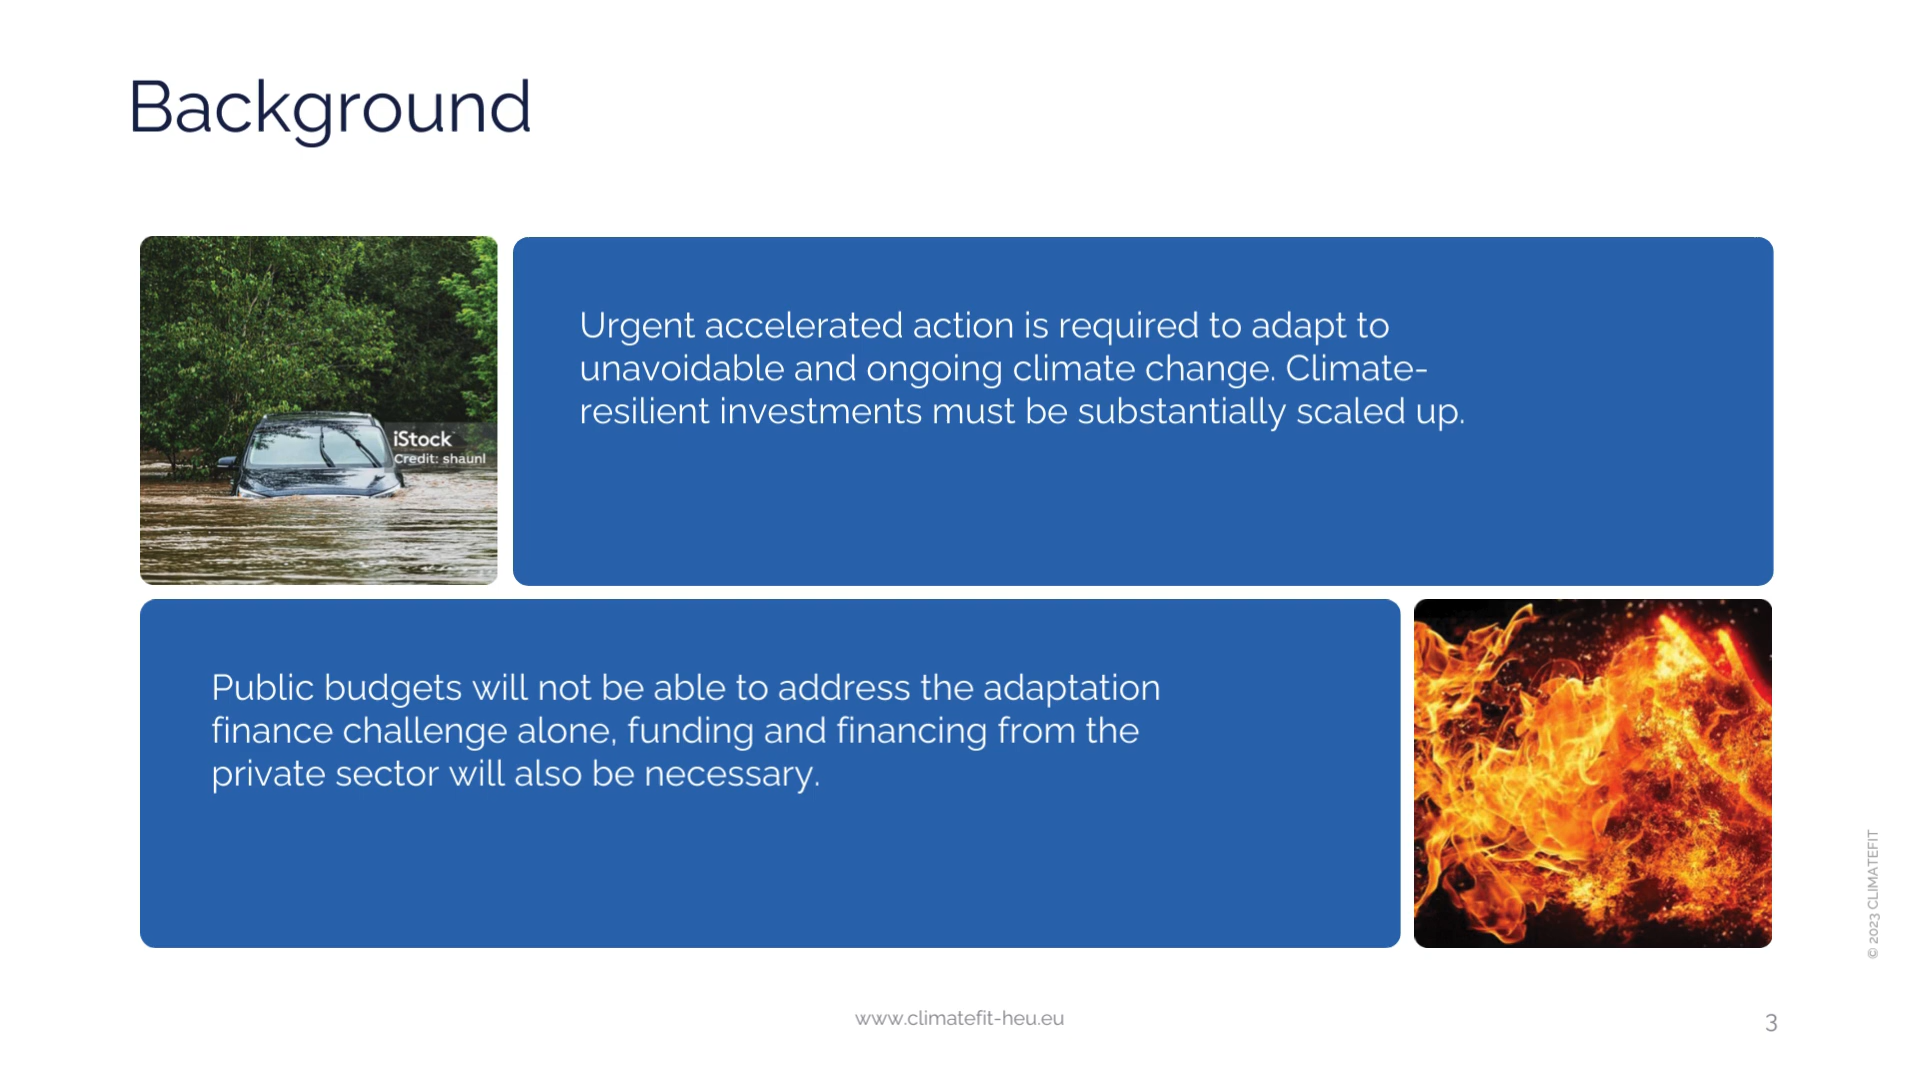 Background
iStock
Credit: shaunl
Urgent accelerated action is required to adapt to
unavoidable and ongoing climate change. Climate-
resilient investments must be substantially scaled up.
Public budgets will not be able to address the adaptation
finance challenge alone, funding and financing from the
private sector will also be necessary.
© 2023 CLIMATEFIT
www.climatefit-heu.eu
3